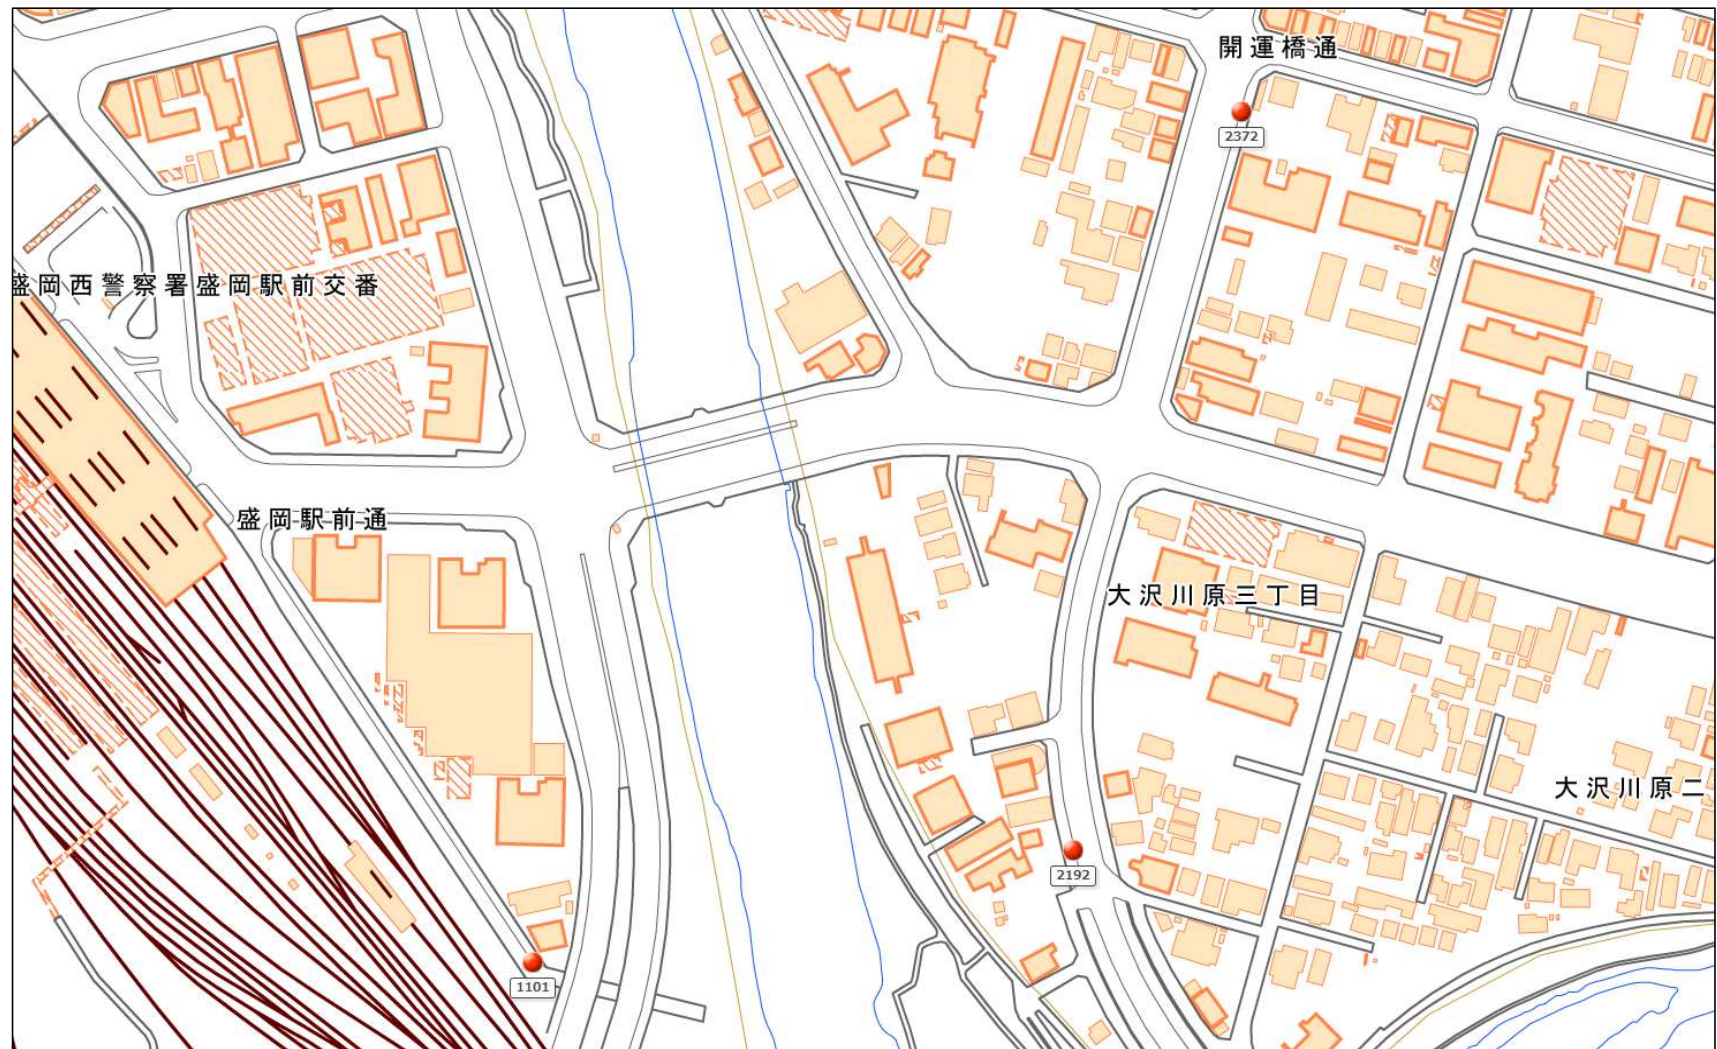 開運橋通
2372
盛岡西警察署盛岡駅前交番
盛岡駅前通
大沢川原三丁目
大沢川原二
2192
1101